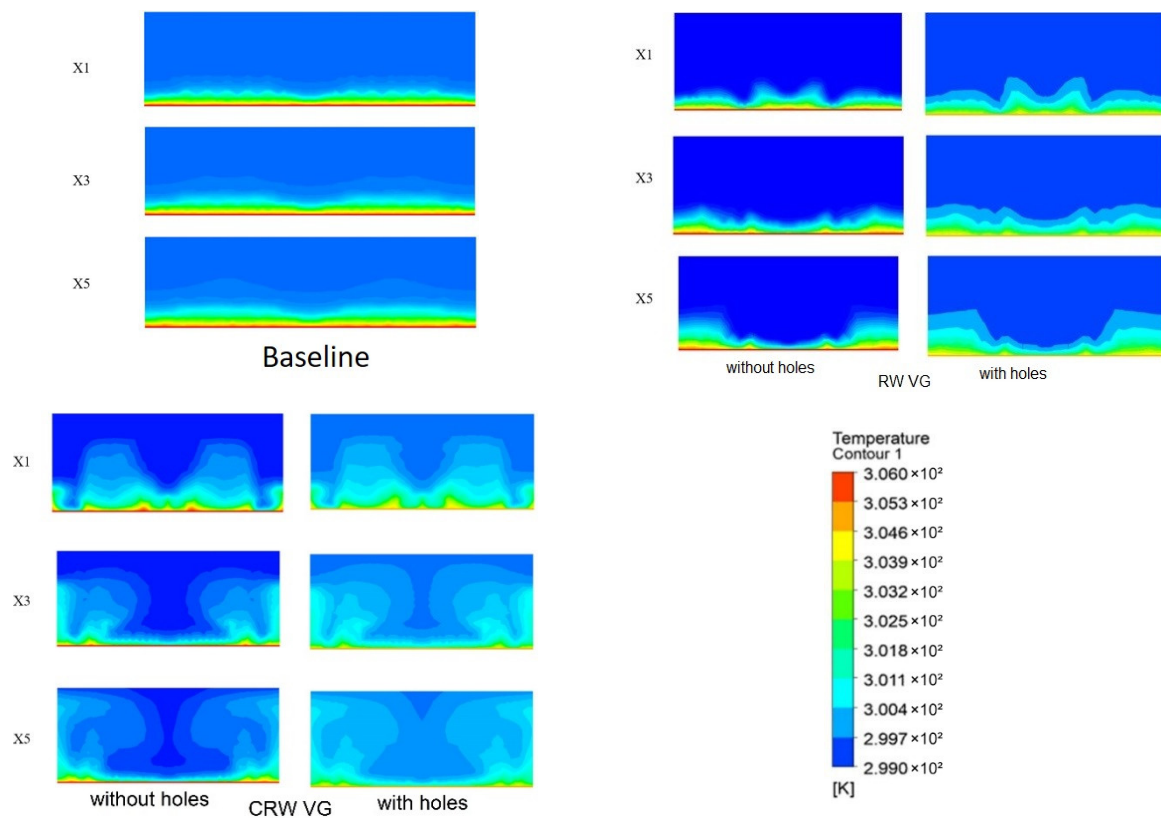 X1
X3
X5
Baseline
X1
X3
X5
without holes
RW VG
with holes
X1
X3
X5
without holes
CRW VG
with holes
Temperature
Contour 1
3.060 ×10²
3.053 ×10²
3.046 ×10²
3.039 ×10²
3.032 ×10²
3.025 ×10²
3.018 ×10²
3.011 ×10²
3.004 ×10²
2.997 ×10²
2.990 ×10²
[K]